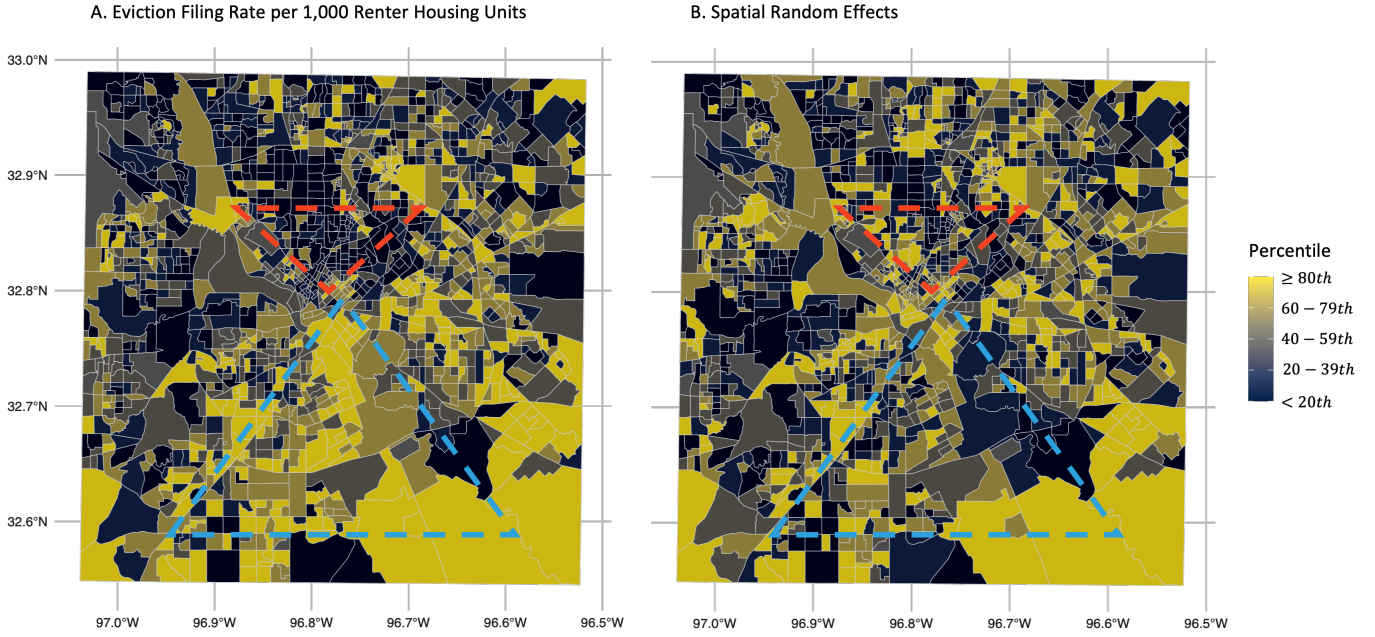 A. Eviction Filing Rate per 1,000 Renter Housing Units
B. Spatial Random Effects
33.0°N
32.9°N
32.8°N
32.7°N
32.6°N
97.0°W 96.9°W 96.8°W 96.7°W 96.6°W 96.5°W
97.0°W 96.9°W 96.8°W 96.7°W 96.6°W 96.5W
Percentile
≥ 80th
60 – 79th
40 – 59th
20 – 39th
< 20th